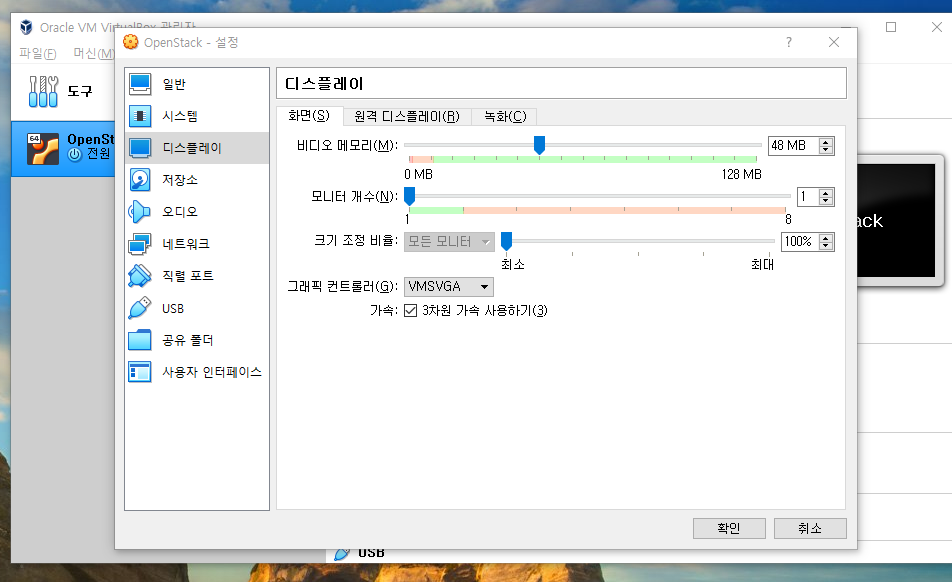 Oracle VM VirtualBox 관리자
파일(F) 머신(M)
OpenStack - 설정
?
도구
64
OpenSt
전원
일반
시스템
디스플레이
저장소
오디오
네트워크
직렬 포트
USB
공유 폴더
사용자 인터페이스
디스플레이
화면(S) 원격 디스플레이(R) 녹화(C)
비디오 메모리(M): 48 MB
0 MB 128 MB
모니터 개수(N): 1
1 8
크기 조정 비율: 모든 모니터 100%
최소 최대
그래픽 컨트롤러(G): VMSVGA
가속: 3차원 가속 사용하기(3)
확인 취소
ack
USB